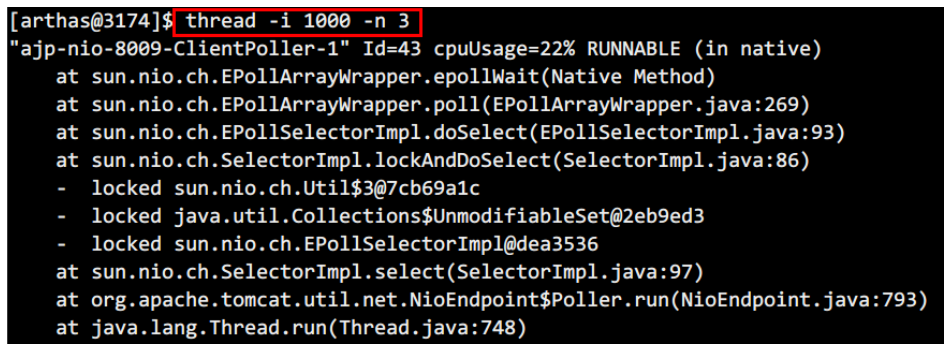 [arthas@3174]$ thread -i 1000 -n 3
"ajp-nio-8009-ClientPoller-1" Id=43 cpuUsage=22% RUNNABLE (in native)
    at sun.nio.ch.EPollArrayWrapper.epollWait(Native Method)
    at sun.nio.ch.EPollArrayWrapper.poll(EPollArrayWrapper.java:269)
    at sun.nio.ch.EPollSelectorImpl.doSelect(EPollSelectorImpl.java:93)
    at sun.nio.ch.SelectorImpl.lockAndDoSelect(SelectorImpl.java:86)
    -  locked sun.nio.ch.Util$3@7cb69a1c
    -  locked java.util.Collections$UnmodifiableSet@2eb9ed3
    -  locked sun.nio.ch.EPollSelectorImpl@dea3536
    at sun.nio.ch.SelectorImpl.select(SelectorImpl.java:97)
    at org.apache.tomcat.util.net.NioEndpoint$Poller.run(NioEndpoint.java:793)
    at java.lang.Thread.run(Thread.java:748)